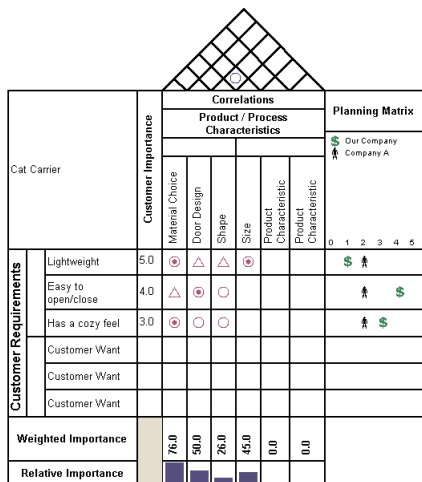 Correlations
Product / Process
Characteristics
Planning Matrix
$ Our Company
Company A
Cat Carrier
Customer Importance
Material Choice
Door Design
Shape
Size
Product
Characteristic
Product
Characteristic
0 1 2 3 4 5
Customer Requirements
Lightweight 5.0 $
Easy to
open/close 4.0 $
Has a cozy feel 3.0 $
Customer Want
Customer Want
Customer Want
Weighted Importance 76.0 50.0 26.0 45.0 0.0 0.0
Relative Importance